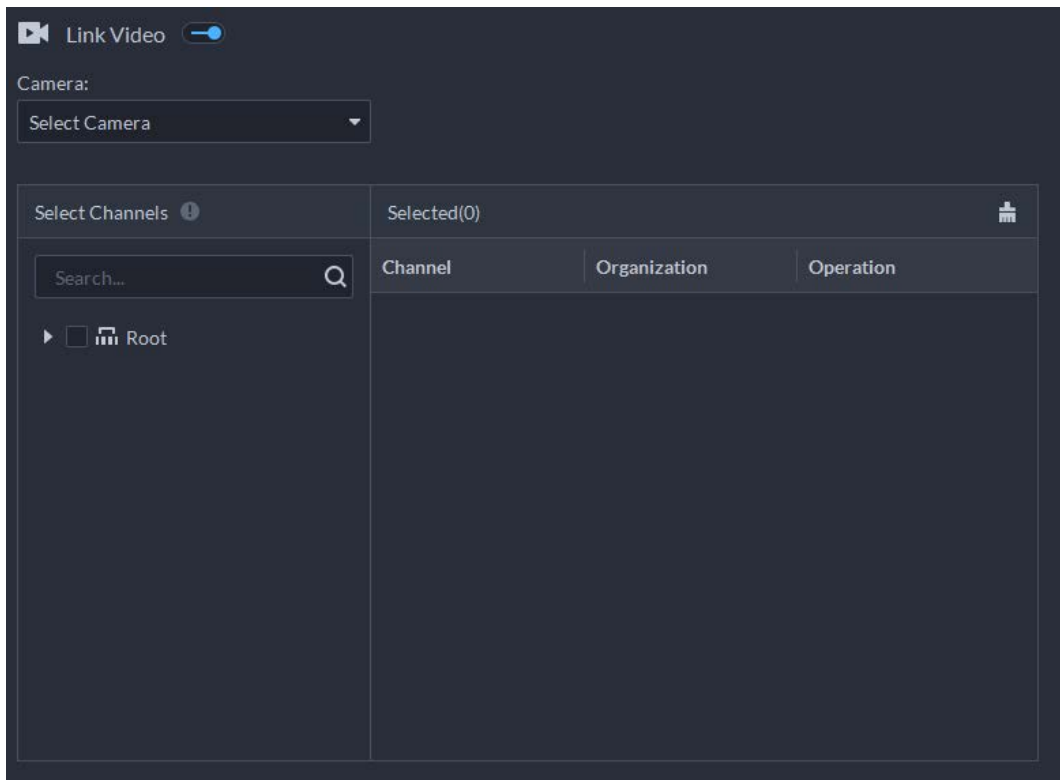 Link Video
Camera:
Select Camera
Select Channels
Selected(0)
Search...
Channel
Organization
Operation
Root